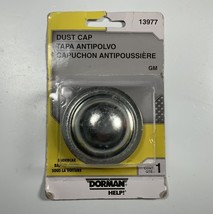 13977
DUST CAP
TAPA ANTIPOLVO
CAPUCHON ANTIPOUSSIÈRE
GM
1
DORMAN®
HELP!